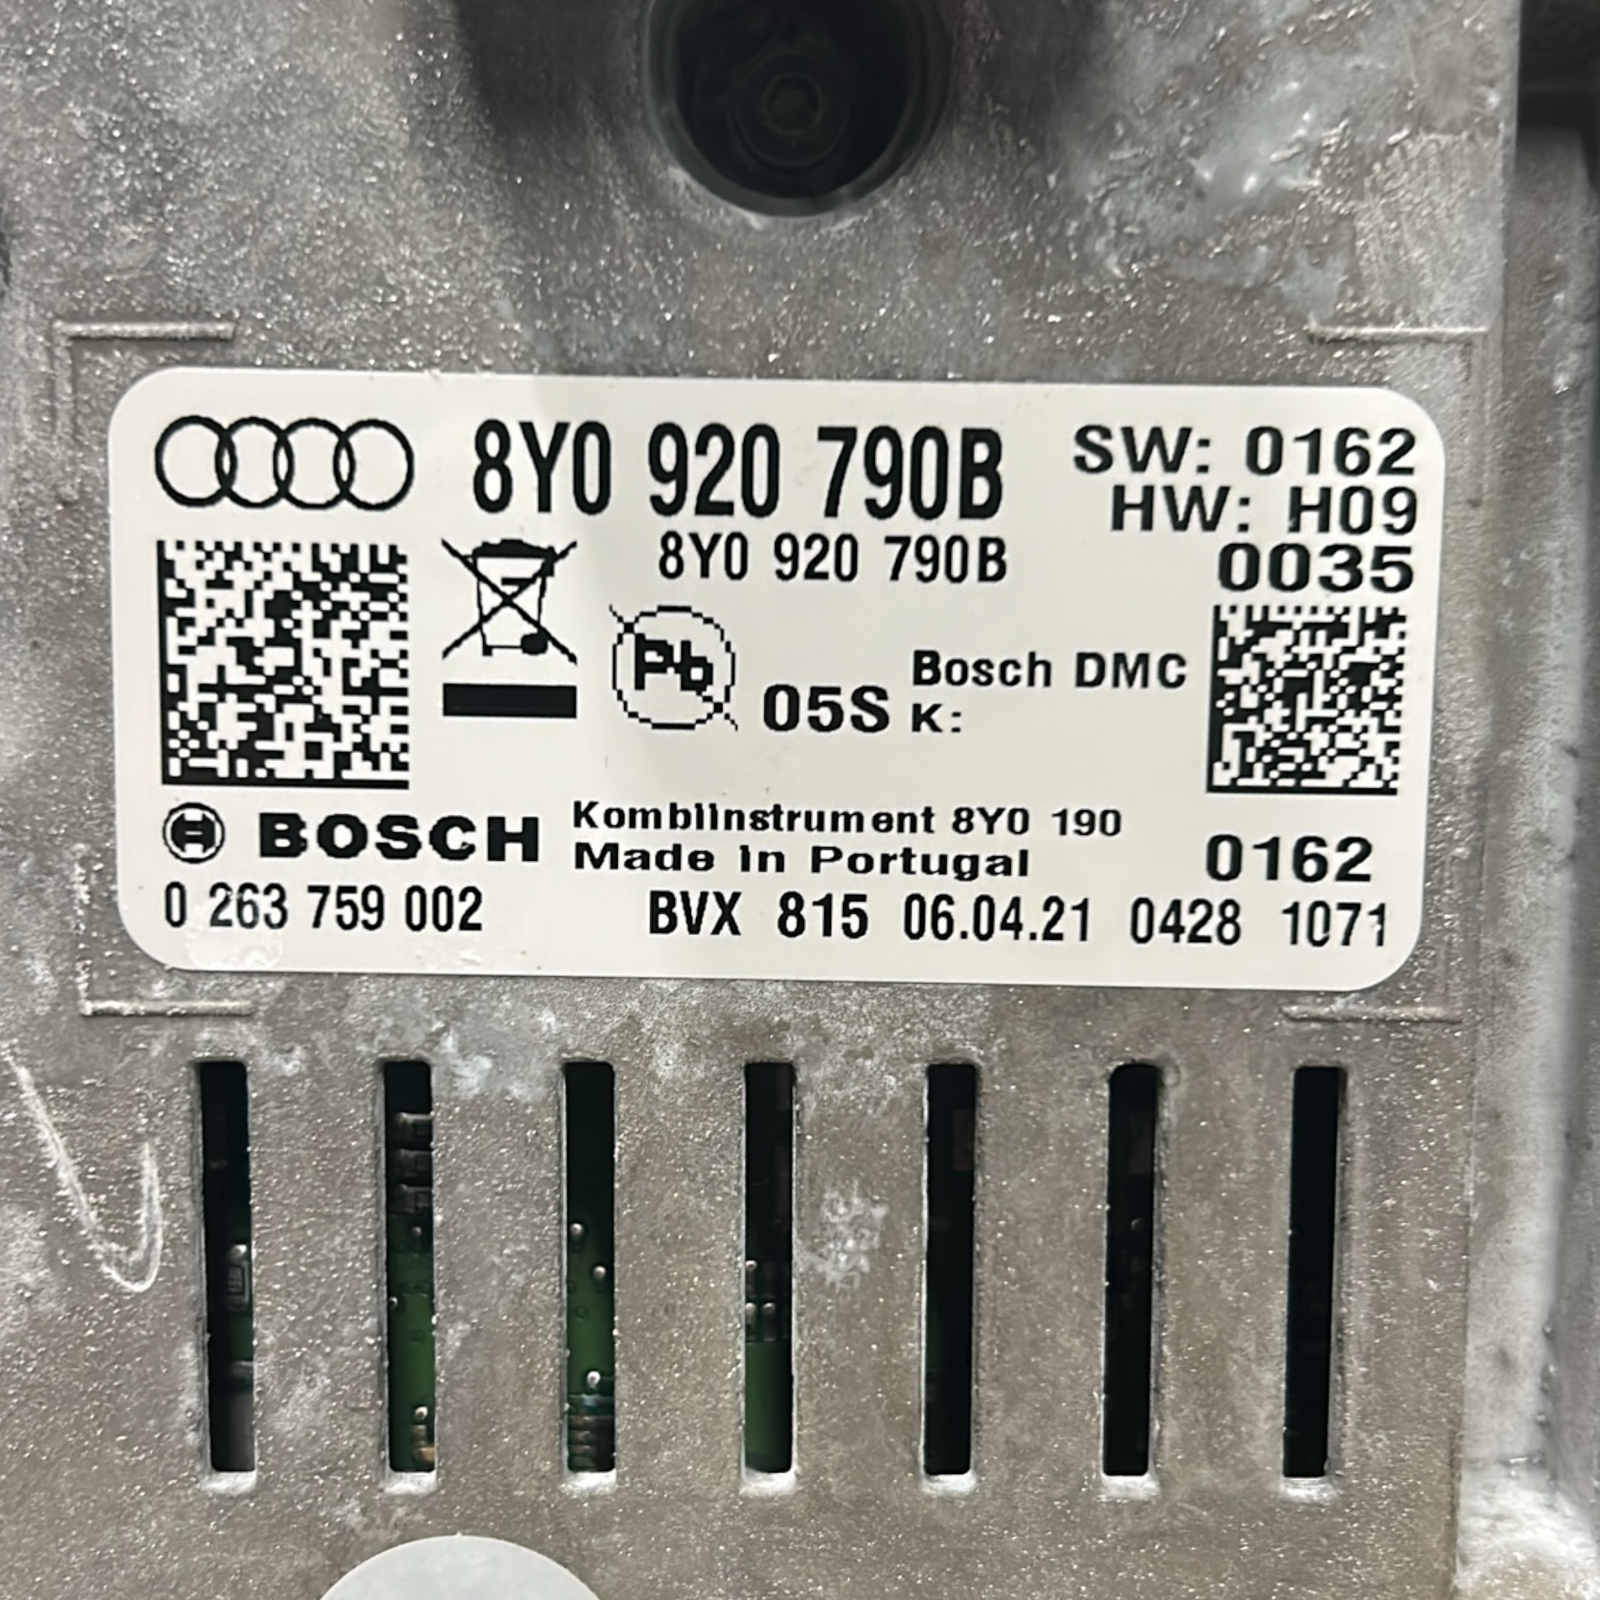 8Y0 920 790B
SW: 0162
8Y0 920 790B
HW: H09
0035
Pb
05S
Bosch DMC
K:
BOSCH
Kombiinstrument 8Y0 190
Made in Portugal
0162
0 263 759 002
BVX 815 06.04.21 0428 1071